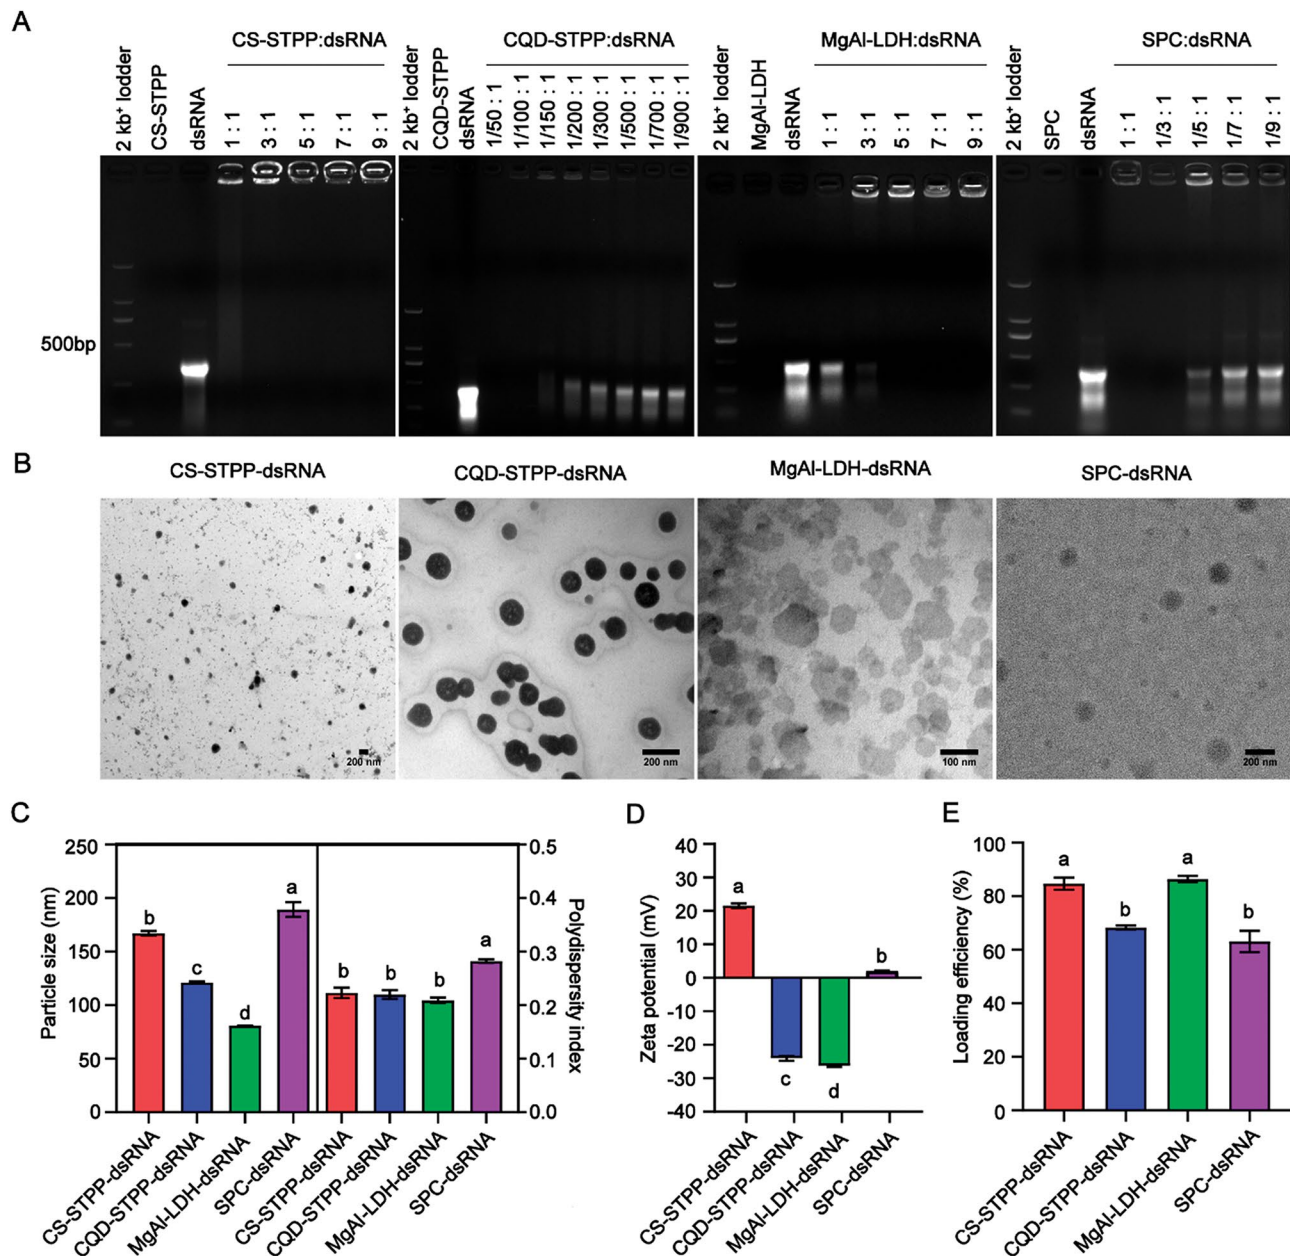 A
CS-STPP:dsRNA
CQD-STPP:dsRNA
MgAl-LDH:dsRNA
SPC:dsRNA
2 kb⁺ lodder
CS-STPP
dsRNA
1 : 1
3 : 1
5 : 1
7 : 1
9 : 1
2 kb⁺ lodder
CQD-STPP
dsRNA
1/50 : 1
1/100 : 1
1/150 : 1
1/200 : 1
1/300 : 1
1/500 : 1
1/700 : 1
1/900 : 1
2 kb⁺ lodder
MgAl-LDH
dsRNA
1 : 1
3 : 1
5 : 1
7 : 1
9 : 1
2 kb⁺ lodder
SPC
dsRNA
1 : 1
1/3 : 1
1/5 : 1
1/7 : 1
1/9 : 1
500bp
B
CS-STPP-dsRNA
CQD-STPP-dsRNA
MgAl-LDH-dsRNA
SPC-dsRNA
200 nm
200 nm
100 nm
200 nm
C
Particle size (nm)
250
200
150
100
50
0
b
c
d
a
b
b
b
a
0.5
0.4
0.3
0.2
0.1
0.0
Polydispersity index
CS-STPP-dsRNA
CQD-STPP-dsRNA
MgAl-LDH-dsRNA
SPC-dsRNA
CS-STPP-dsRNA
CQD-STPP-dsRNA
MgAl-LDH-dsRNA
SPC-dsRNA
D
Zeta potential (mV)
40
30
20
10
0
-10
-20
-30
-40
a
c
d
b
CS-STPP-dsRNA
CQD-STPP-dsRNA
MgAl-LDH-dsRNA
SPC-dsRNA
E
Loading efficiency (%)
100
80
60
40
20
0
a
b
a
b
CS-STPP-dsRNA
CQD-STPP-dsRNA
MgAl-LDH-dsRNA
SPC-dsRNA